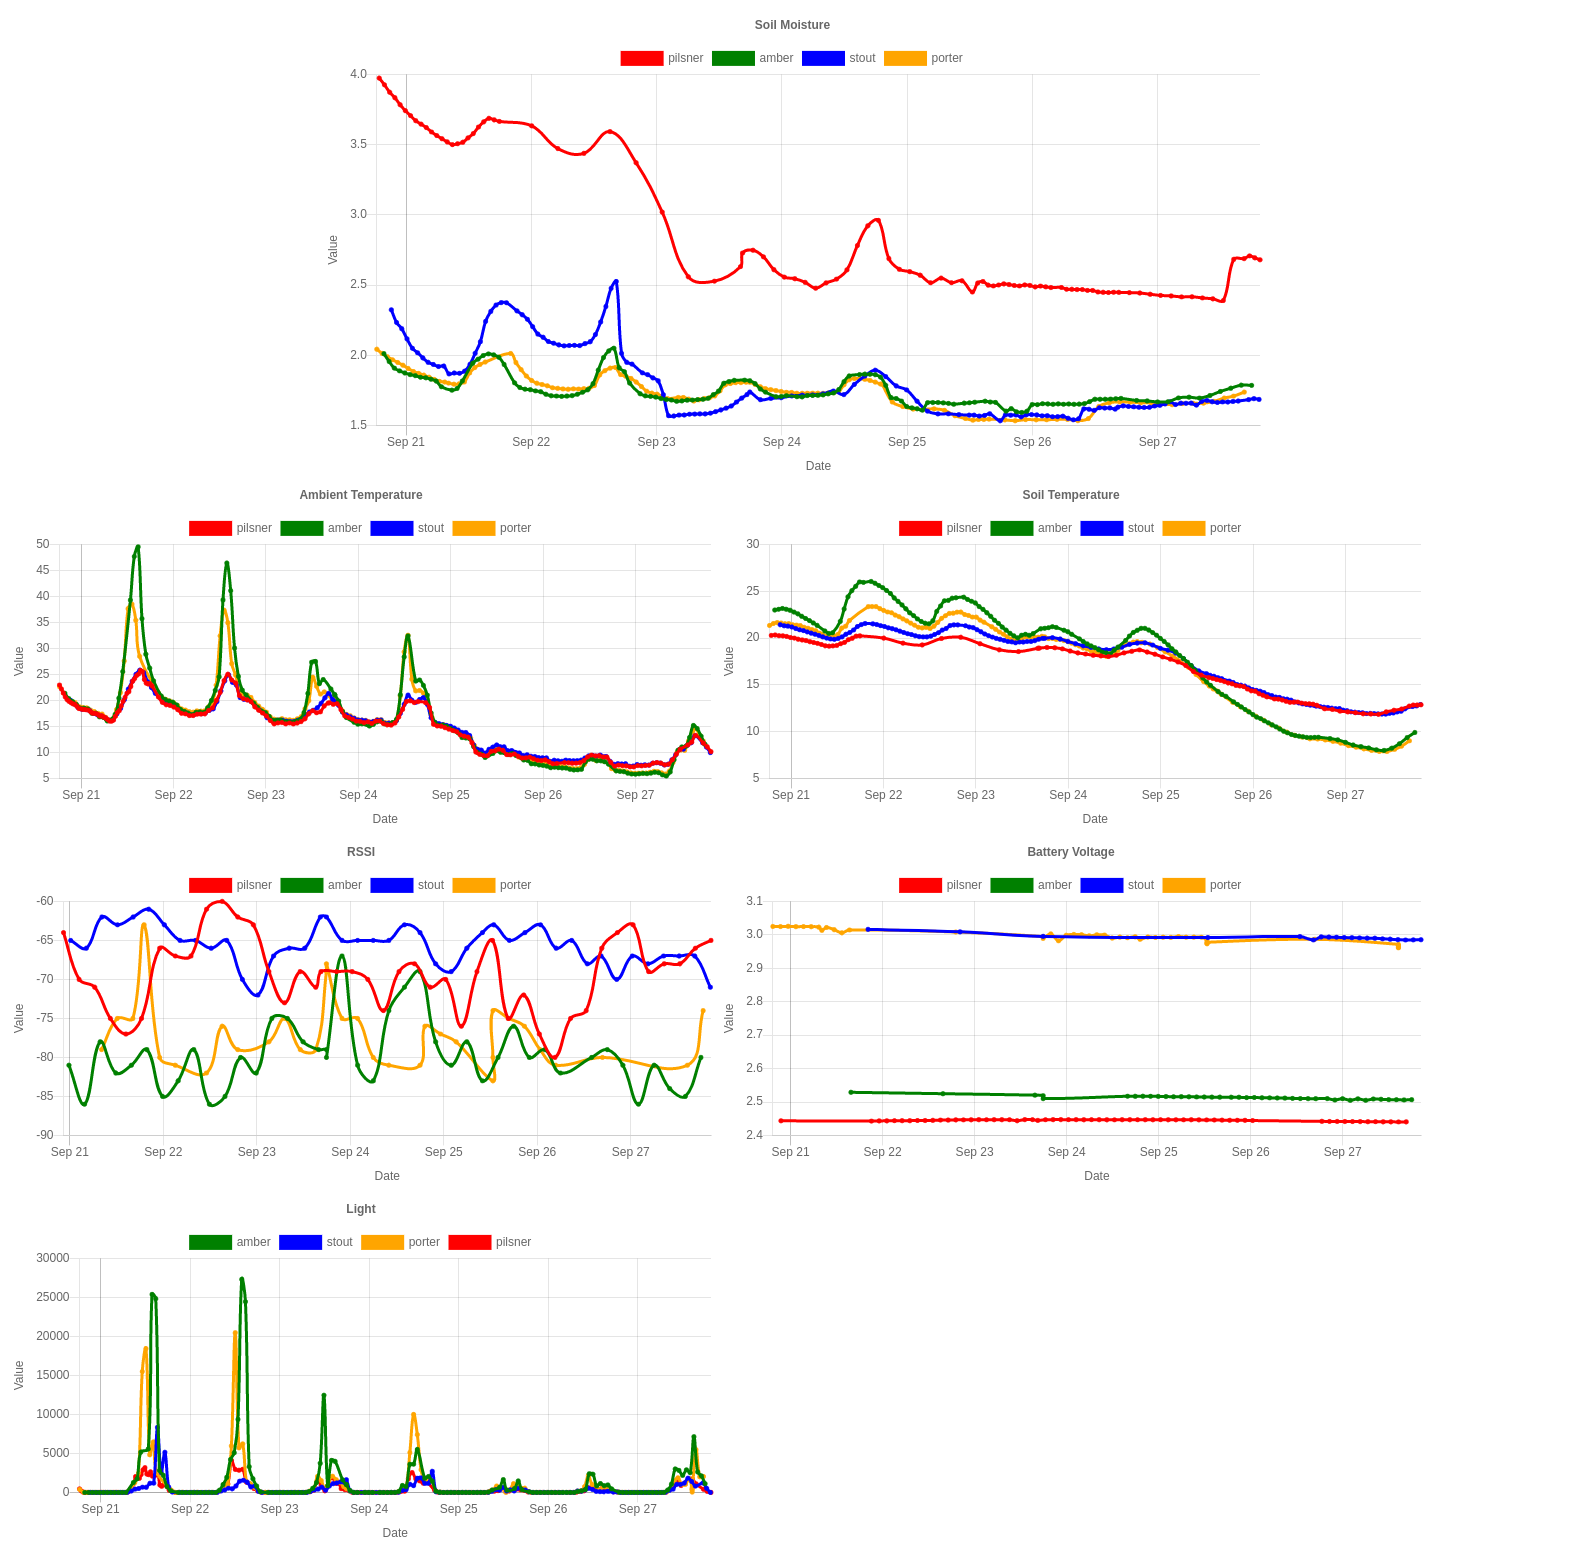 Soil Moisture
pilsner amber stout porter
4.0
3.5
3.0
2.5
2.0
1.5
Value
Sep 21 Sep 22 Sep 23 Sep 24 Sep 25 Sep 26 Sep 27
Date
Ambient Temperature
pilsner amber stout porter
50
45
40
35
30
25
20
15
10
5
Value
Sep 21 Sep 22 Sep 23 Sep 24 Sep 25 Sep 26 Sep 27
Date
Soil Temperature
pilsner amber stout porter
30
25
20
15
10
5
Value
Sep 21 Sep 22 Sep 23 Sep 24 Sep 25 Sep 26 Sep 27
Date
RSSI
pilsner amber stout porter
-60
-65
-70
-75
-80
-85
-90
Value
Sep 21 Sep 22 Sep 23 Sep 24 Sep 25 Sep 26 Sep 27
Date
Battery Voltage
pilsner amber stout porter
3.1
3.0
2.9
2.8
2.7
2.6
2.5
2.4
Value
Sep 21 Sep 22 Sep 23 Sep 24 Sep 25 Sep 26 Sep 27
Date
Light
amber stout porter pilsner
30000
25000
20000
15000
10000
5000
0
Value
Sep 21 Sep 22 Sep 23 Sep 24 Sep 25 Sep 26 Sep 27
Date